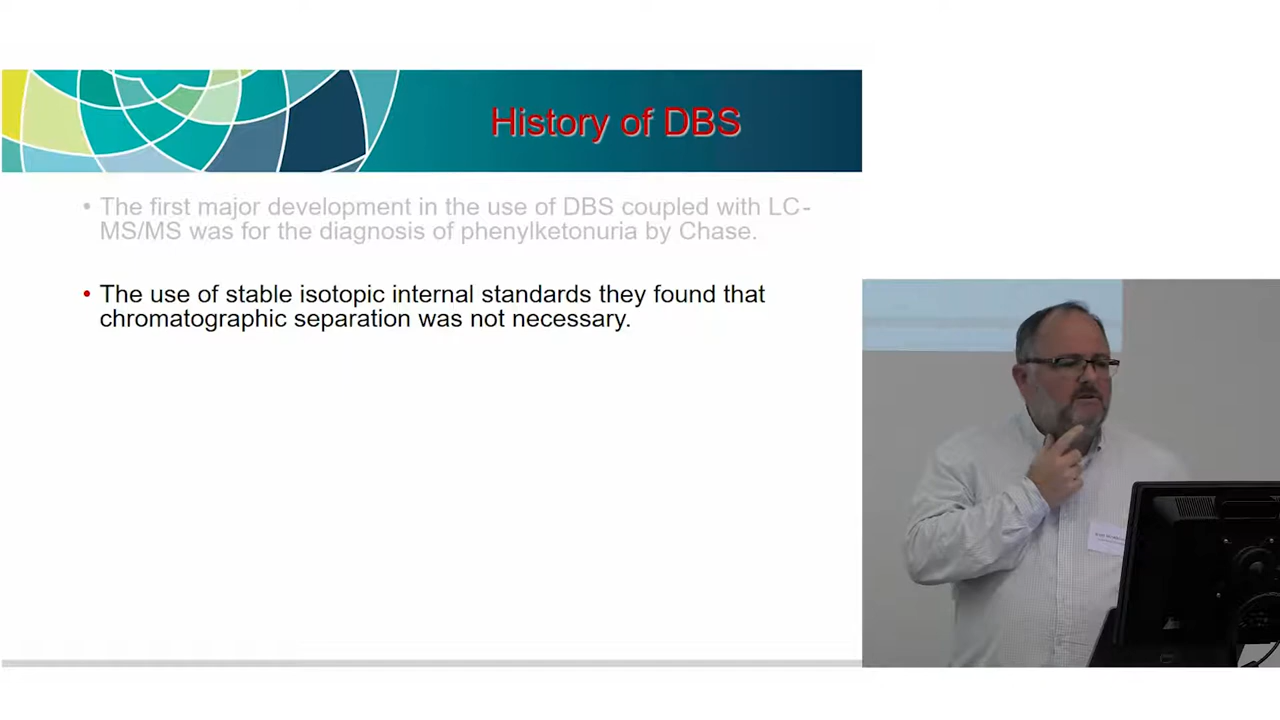 History of DBS
• The first major development in the use of DBS coupled with LC-
MS/MS was for the diagnosis of phenylketonuria by Chase.
• The use of stable isotopic internal standards they found that
chromatographic separation was not necessary.